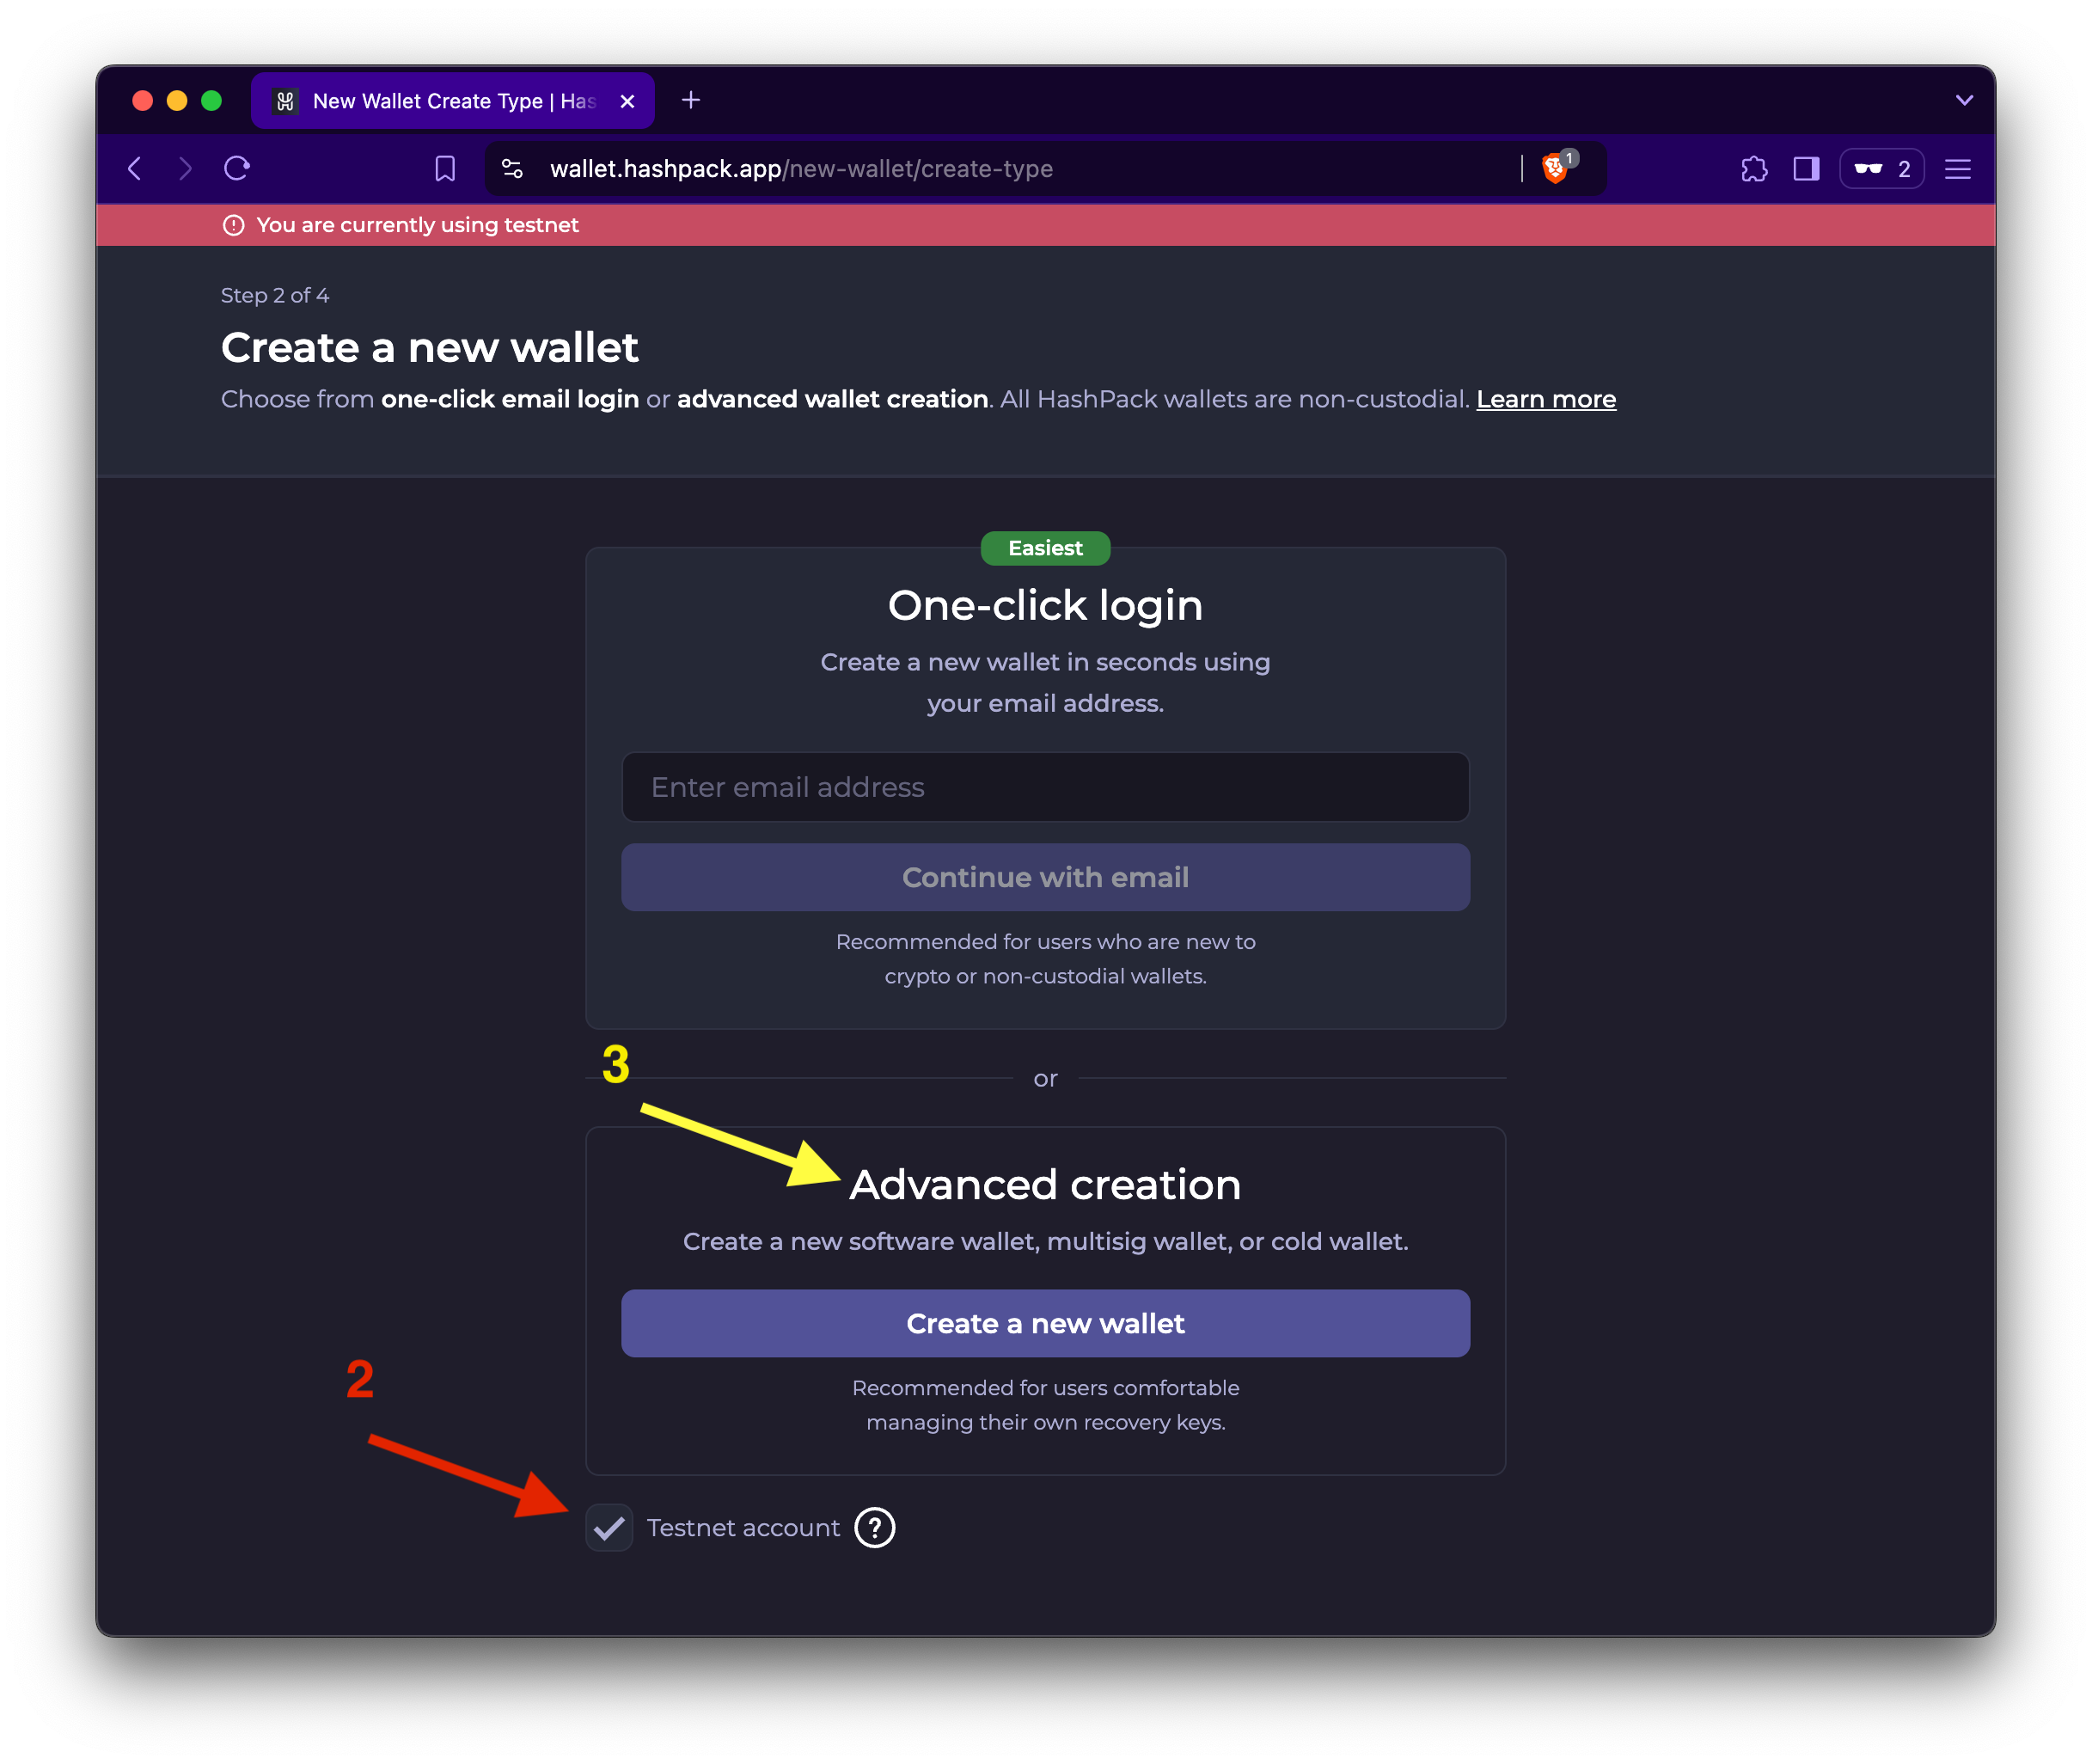 New Wallet Create Type | Has
wallet.hashpack.app/new-wallet/create-type
1
2
You are currently using testnet
Step 2 of 4
Create a new wallet
Choose from one-click email login or advanced wallet creation. All HashPack wallets are non-custodial. Learn more
Easiest
One-click login
Create a new wallet in seconds using
your email address.
Enter email address
Continue with email
Recommended for users who are new to
crypto or non-custodial wallets.
3
or
Advanced creation
Create a new software wallet, multisig wallet, or cold wallet.
Create a new wallet
2
Recommended for users comfortable
managing their own recovery keys.
Testnet account ?